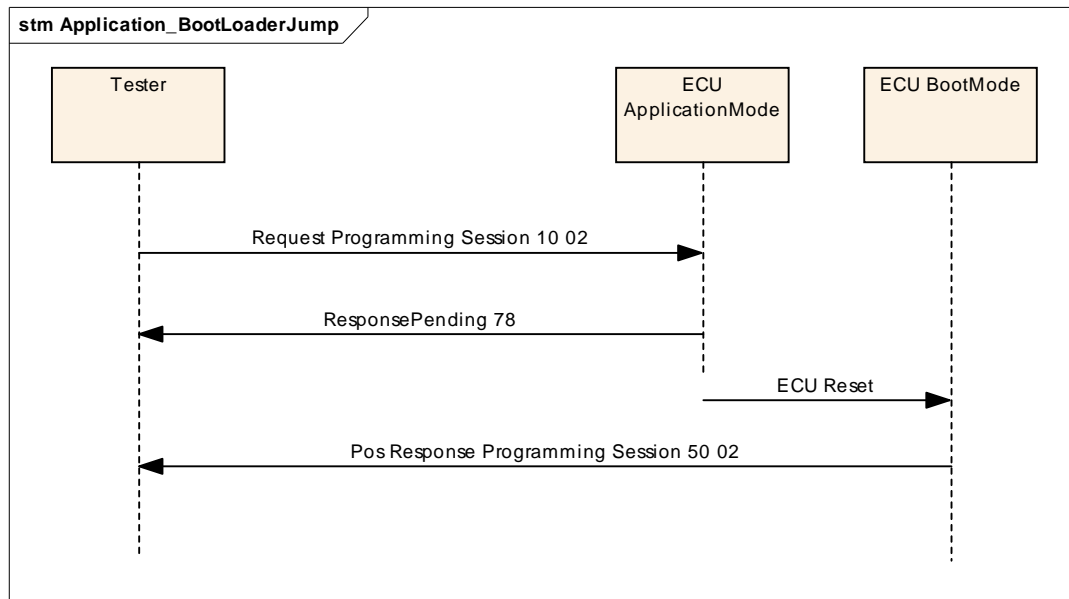 stm Application_BootLoaderJump
Tester
ECU
ApplicationMode
ECU BootMode
Request Programming Session 10 02
ResponsePending 78
ECU Reset
Pos Response Programming Session 50 02